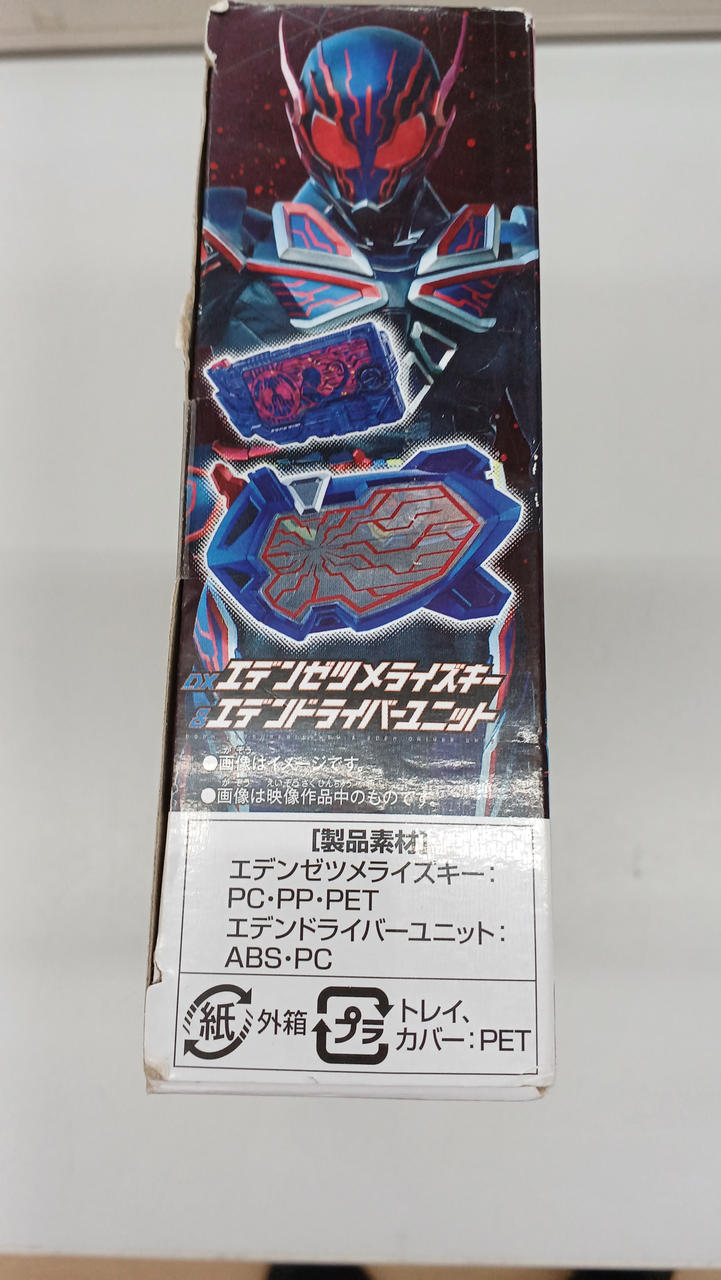 DX エデンゼツメライズキー
&エデンドライバーユニット
●画像はイメージです。
●画像は映像作品中のものです。
[製品素材]
エデンゼツメライズキー:
PC・PP・PET
エデンドライバーユニット:
ABS・PC
紙 外箱 プラ トレイ、
カバー:PET